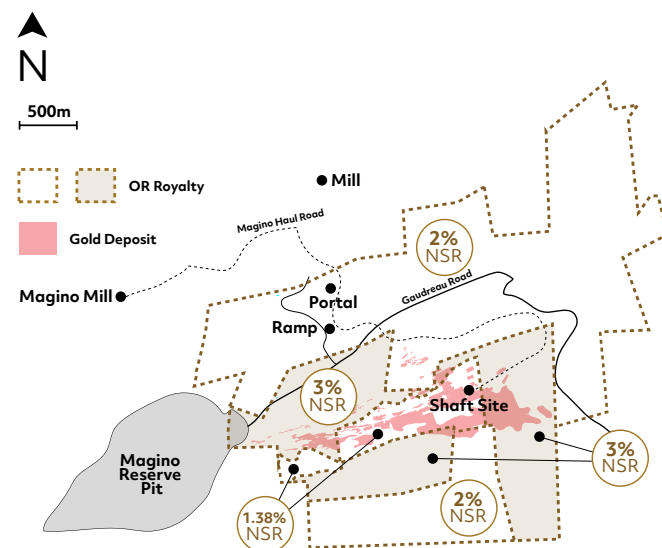 N
500m
OR Royalty
Gold Deposit
Mill
Magino Haul Road
2%
NSR
Magino Mill
Portal
Gaudreau Road
Ramp
3%
NSR
Shaft Site
Magino
Reserve
Pit
3%
NSR
1.38%
NSR
2%
NSR